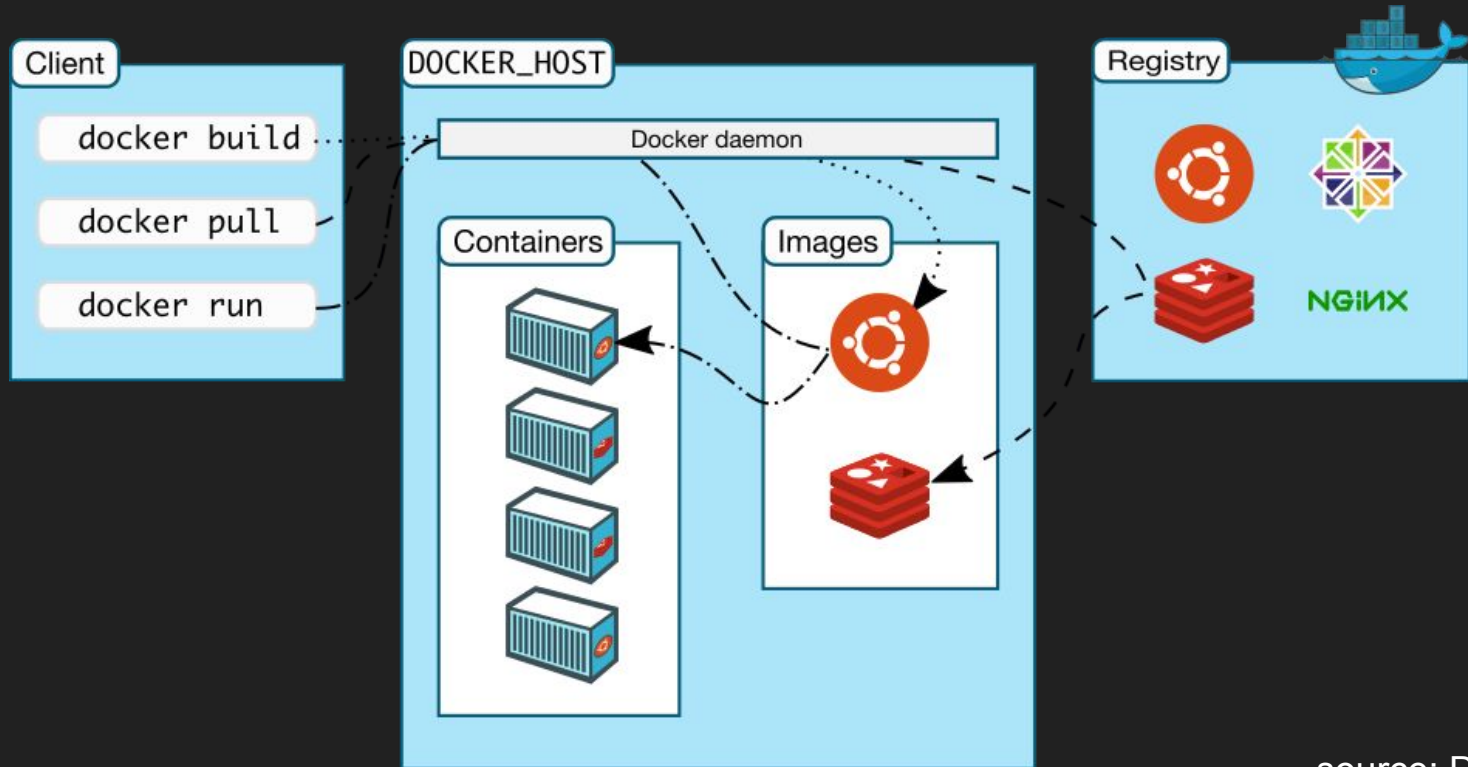 Client
docker build
docker pull
docker run
DOCKER_HOST
Docker daemon
Containers
Images
Registry
NGINX